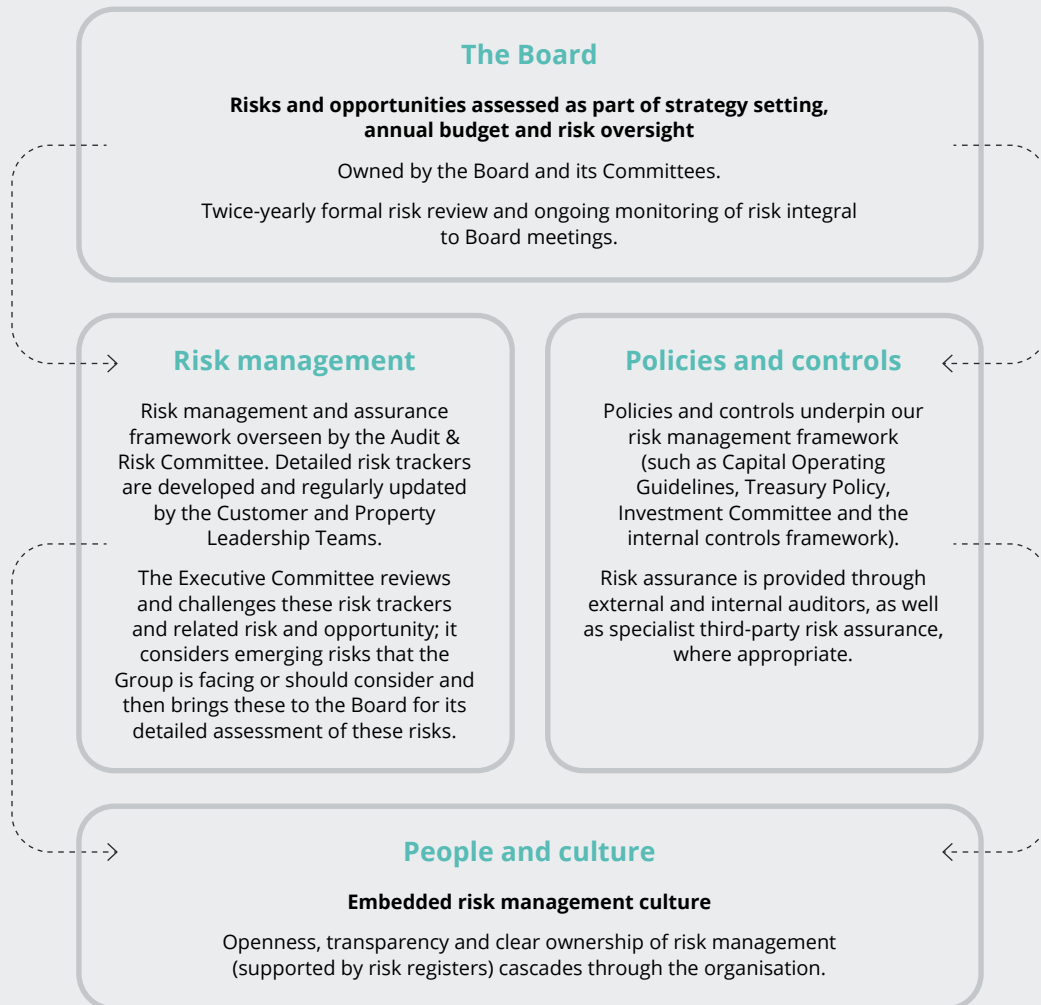 The Board
Risks and opportunities assessed as part of strategy setting,
annual budget and risk oversight
Owned by the Board and its Committees.
Twice-yearly formal risk review and ongoing monitoring of risk integral
to Board meetings.
Risk management
Risk management and assurance
framework overseen by the Audit &
Risk Committee. Detailed risk trackers
are developed and regularly updated
by the Customer and Property
Leadership Teams.
The Executive Committee reviews
and challenges these risk trackers
and related risk and opportunity; it
considers emerging risks that the
Group is facing or should consider and
then brings these to the Board for its
detailed assessment of these risks.
Policies and controls
Policies and controls underpin our
risk management framework
(such as Capital Operating
Guidelines, Treasury Policy,
Investment Committee and the
internal controls framework).
Risk assurance is provided through
external and internal auditors, as well
as specialist third-party risk assurance,
where appropriate.
People and culture
Embedded risk management culture
Openness, transparency and clear ownership of risk management
(supported by risk registers) cascades through the organisation.